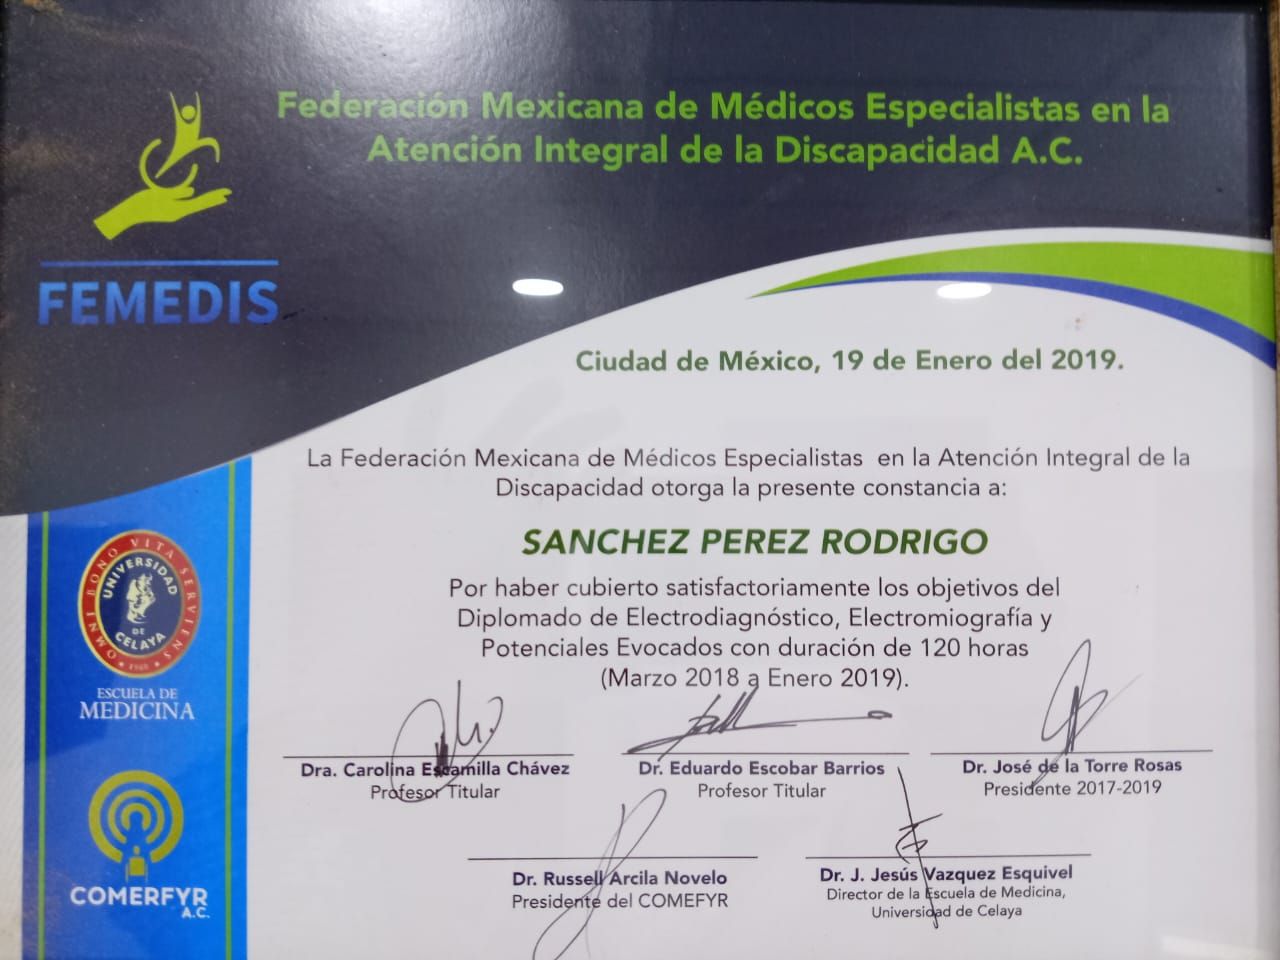 Federación Mexicana de Médicos Especialistas en la
Atención Integral de la Discapacidad A.C.
FEMEDIS
Ciudad de México, 19 de Enero del 2019.
La Federación Mexicana de Médicos Especialistas en la Atención Integral de la
Discapacidad otorga la presente constancia a:
SANCHEZ PEREZ RODRIGO
Por haber cubierto satisfactoriamente los objetivos del
Diplomado de Electrodiagnóstico, Electromiografía y
Potenciales Evocados con duración de 120 horas
(Marzo 2018 a Enero 2019).
OMNI BONO VITA SERVIENS
UNIVERSIDAD
DE
CELAYA
1988
ESCUELA DE
MEDICINA
COMERFYR
A.C.
Dra. Carolina Escamilla Chávez
Profesor Titular
Dr. Eduardo Escobar Barrios
Profesor Titular
Dr. José de la Torre Rosas
Presidente 2017-2019
Dr. Russell Arcila Novelo
Presidente del COMEFYR
Dr. J. Jesús Vazquez Esquivel
Director de la Escuela de Medicina,
Universidad de Celaya